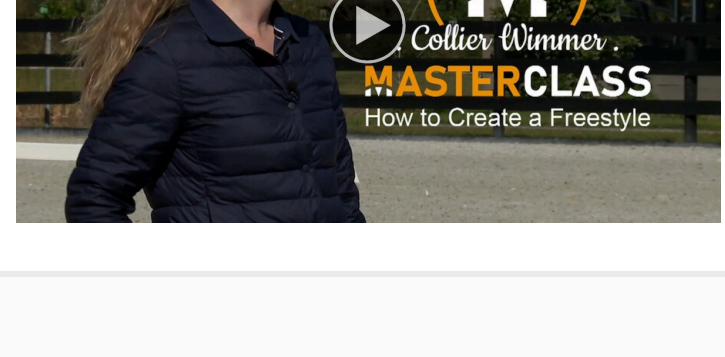 M
. Collier Wimmer .
MASTERCLASS
How to Create a Freestyle